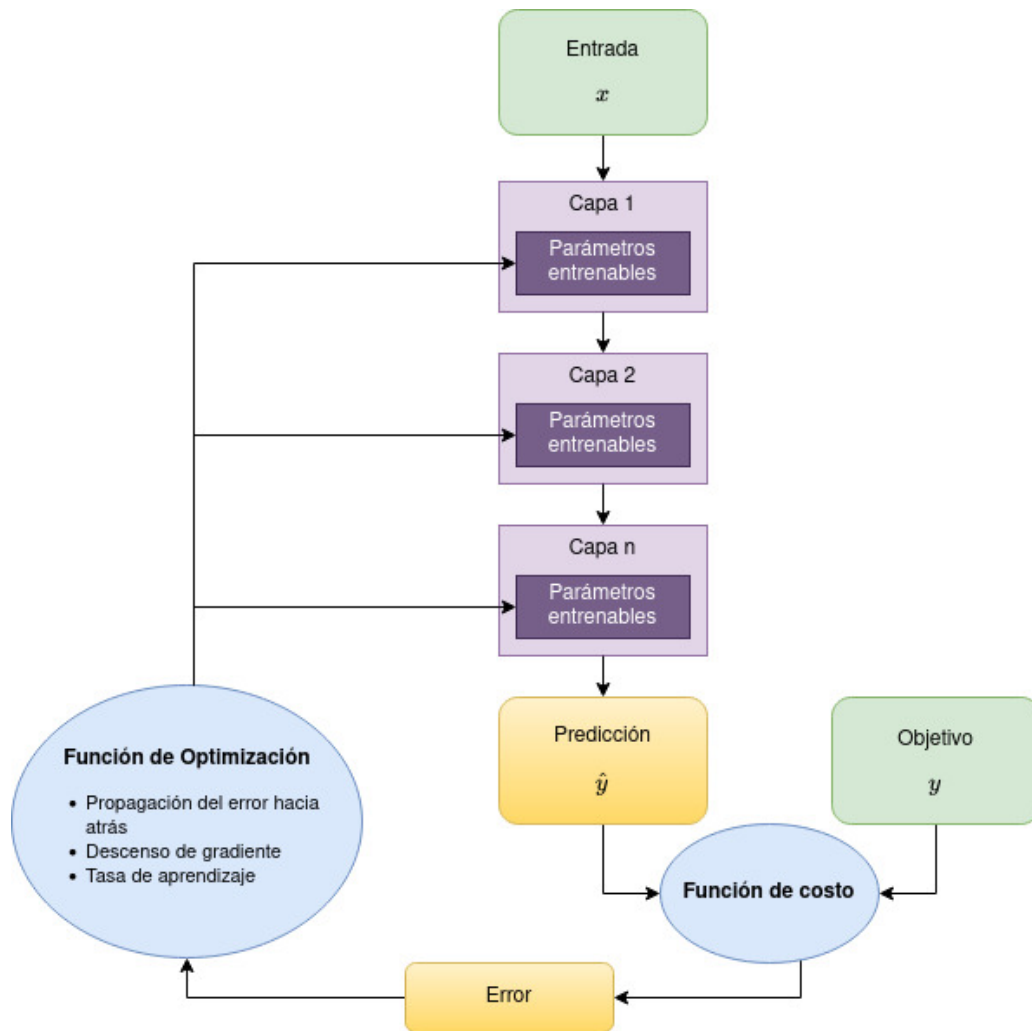 Entrada
x
Capa 1
Parámetros
entrenables
Capa 2
Parámetros
entrenables
Capa n
Parámetros
entrenables
Predicción
ŷ
Objetivo
y
Función de Optimización
• Propagación del error hacia
atrás
• Descenso de gradiente
• Tasa de aprendizaje
Función de costo
Error